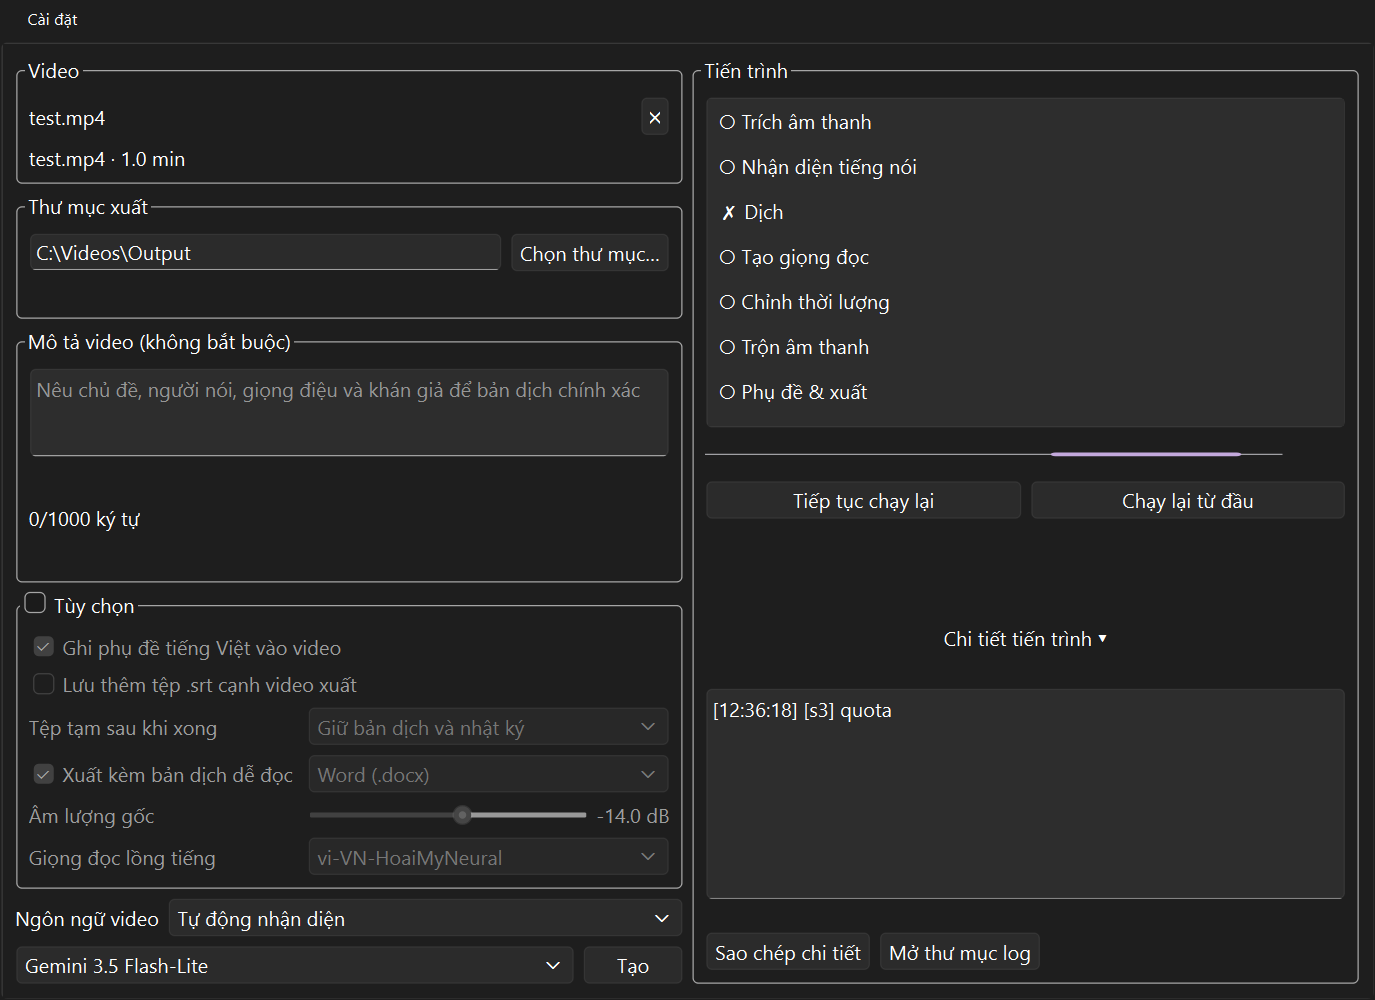 Cài đặt
Video
test.mp4
test.mp4 · 1.0 min
Thư mục xuất
C:\Videos\Output
Chọn thư mục...
Mô tả video (không bắt buộc)
Nêu chủ đề, người nói, giọng điệu và khán giả để bản dịch chính xác
0/1000 ký tự
Tùy chọn
Ghi phụ đề tiếng Việt vào video
Lưu thêm tệp .srt cạnh video xuất
Tệp tạm sau khi xong
Giữ bản dịch và nhật ký
Xuất kèm bản dịch dễ đọc
Word (.docx)
Âm lượng gốc
-14.0 dB
Giọng đọc lồng tiếng
vi-VN-HoaiMyNeural
Ngôn ngữ video
Tự động nhận diện
Gemini 3.5 Flash-Lite
Tạo
Tiến trình
Trích âm thanh
Nhận diện tiếng nói
✗ Dịch
Tạo giọng đọc
Chỉnh thời lượng
Trộn âm thanh
Phụ đề & xuất
Tiếp tục chạy lại
Chạy lại từ đầu
Chi tiết tiến trình ▾
[12:36:18] [s3] quota
Sao chép chi tiết
Mở thư mục log